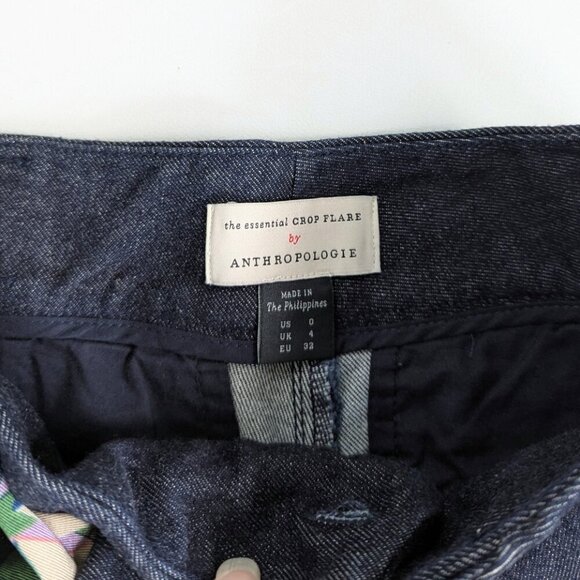 the essential CROP FLARE
by
ANTHROPOLOGIE
MADE IN
The Philippines
US 0
UK 4
EU 32